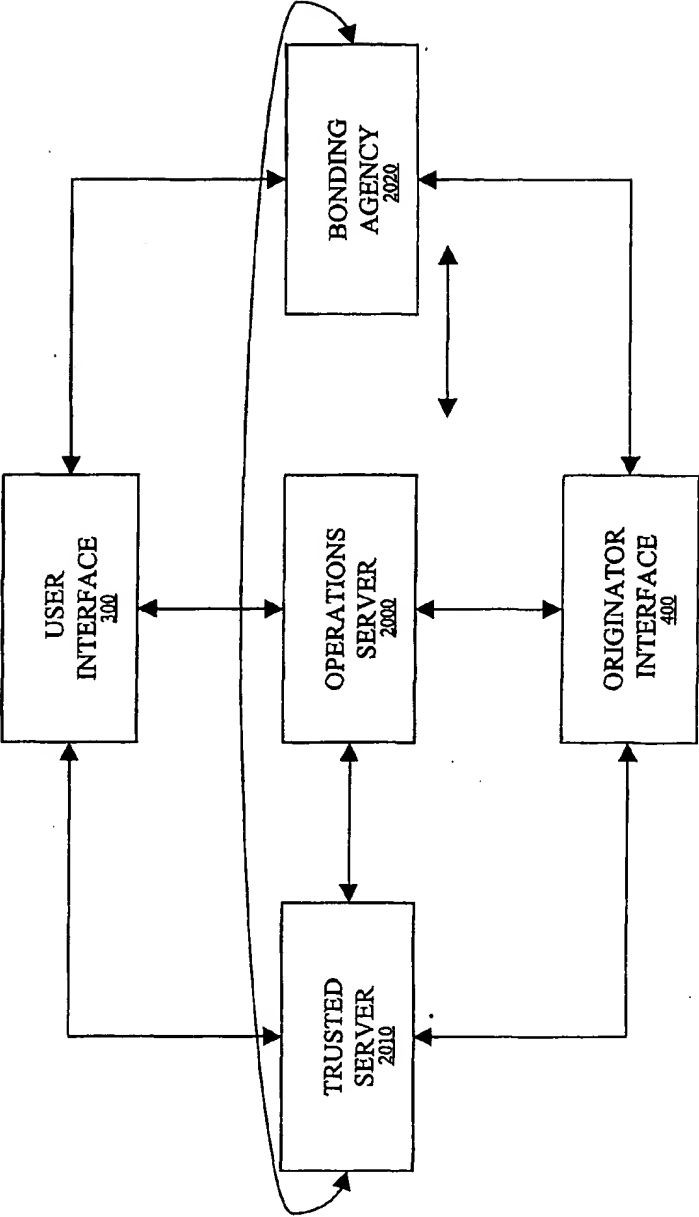 TRUSTED
SERVER
2010
USER
INTERFACE
300
OPERATIONS
SERVER
2000
ORIGINATOR
INTERFACE
400
BONDING
AGENCY
2020